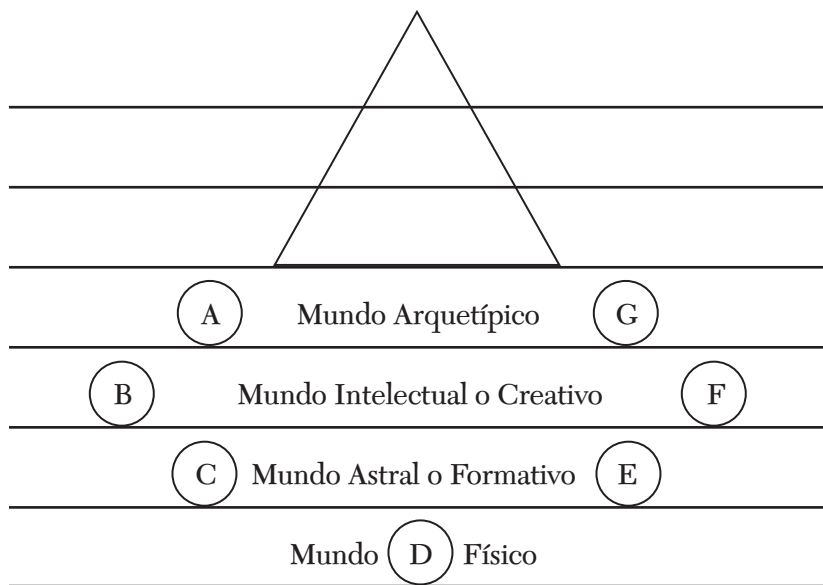 A Mundo Arquetípico G
B Mundo Intelectual o Creativo F
C Mundo Astral o Formativo E
Mundo D Físico